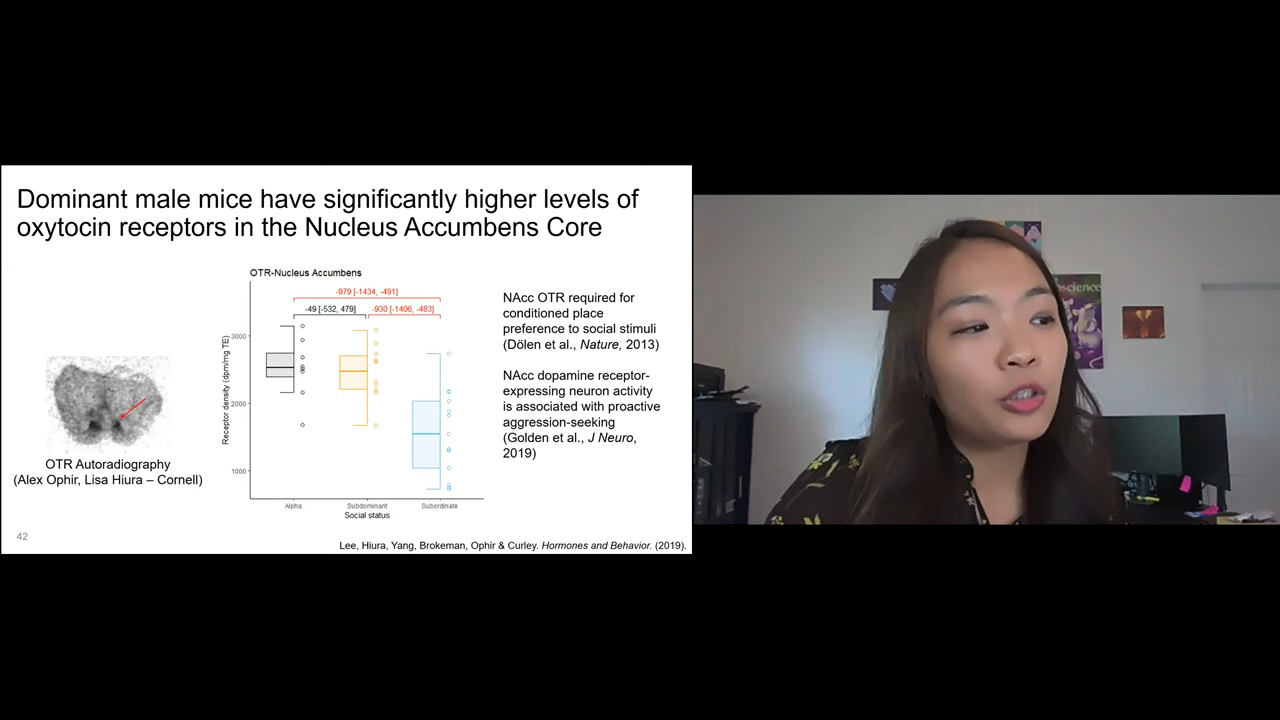 Dominant male mice have significantly higher levels of
oxytocin receptors in the Nucleus Accumbens Core
OTR-Nucleus Accumbens
-979 [-1434, -491]
-49 [-532, 479]
-930 [-1406, -483]
Receptor density (dpm/mg TE)
3000
2000
1000
Alpha
Subdominant
Subordinate
Social status
NAcc OTR required for
conditioned place
preference to social stimuli
(Dölen et al., Nature, 2013)
NAcc dopamine receptor-
expressing neuron activity
is associated with proactive
aggression-seeking
(Golden et al., J Neuro,
2019)
OTR Autoradiography
(Alex Ophir, Lisa Hiura – Cornell)
42
Lee, Hiura, Yang, Brokeman, Ophir & Curley. Hormones and Behavior. (2019).